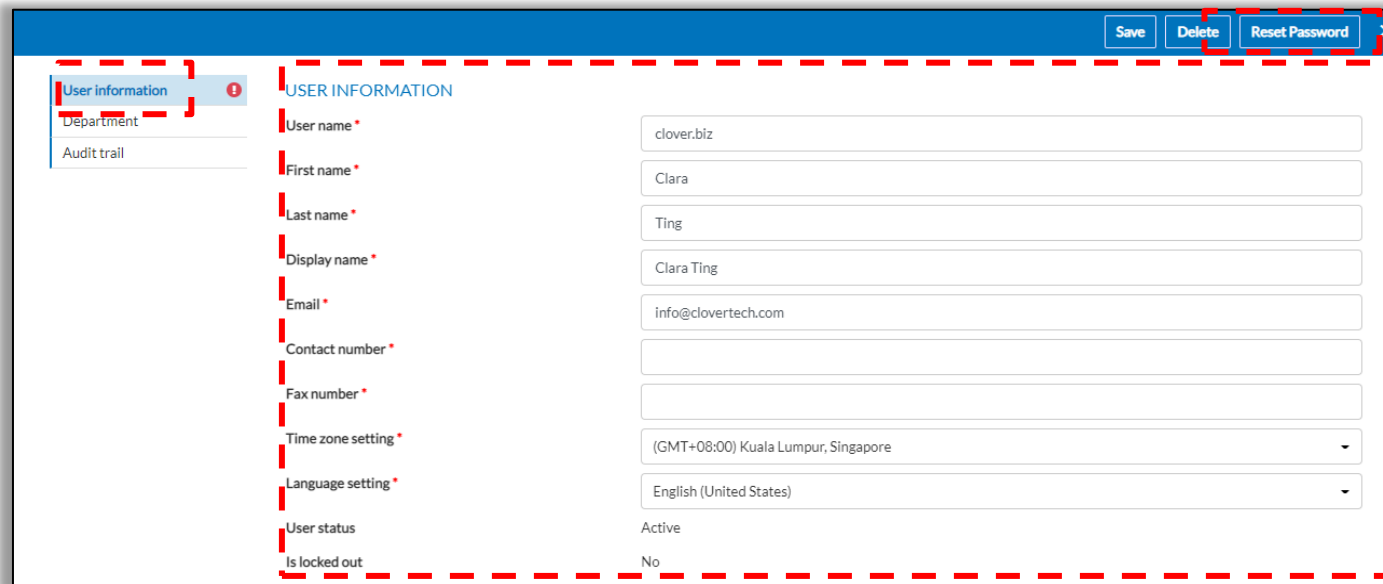 Save Delete Reset Password
User information
Department
Audit trail
USER INFORMATION
User name * clover.biz
First name * Clara
Last name * Ting
Display name * Clara Ting
Email * info@clovertech.com
Contact number *
Fax number *
Time zone setting * (GMT+08:00) Kuala Lumpur, Singapore
Language setting * English (United States)
User status Active
Is locked out No